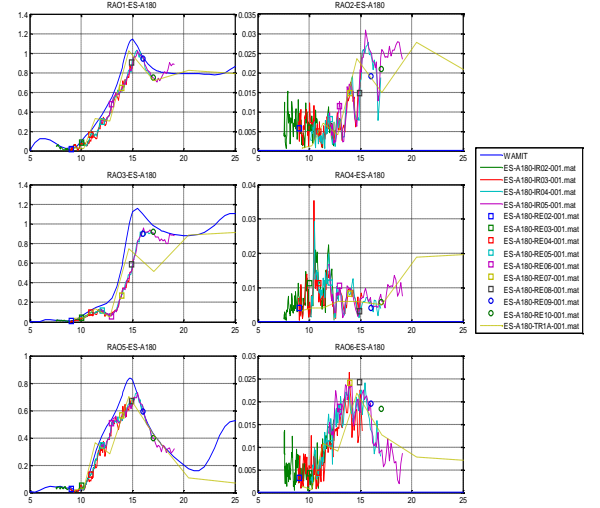 RAO1-ES-A180
1.4
1.2
1
0.8
0.6
0.4
0.2
0
5 10 15 20 25
RAO2-ES-A180
0.035
0.03
0.025
0.02
0.015
0.01
0.005
0
5 10 15 20 25
RAO3-ES-A180
1.4
1.2
1
0.8
0.6
0.4
0.2
0
5 10 15 20 25
RAO4-ES-A180
0.04
0.03
0.02
0.01
0
5 10 15 20 25
RAO5-ES-A180
1
0.8
0.6
0.4
0.2
0
5 10 15 20 25
RAO6-ES-A180
0.03
0.025
0.02
0.015
0.01
0.005
0
5 10 15 20 25
WAMIT
ES-A180-IR02-001.mat
ES-A180-IR03-001.mat
ES-A180-IR04-001.mat
ES-A180-IR05-001.mat
ES-A180-RE02-001.mat
ES-A180-RE03-001.mat
ES-A180-RE04-001.mat
ES-A180-RE05-001.mat
ES-A180-RE06-001.mat
ES-A180-RE07-001.mat
ES-A180-RE08-001.mat
ES-A180-RE09-001.mat
ES-A180-RE10-001.mat
ES-A180-TR1A-001.mat